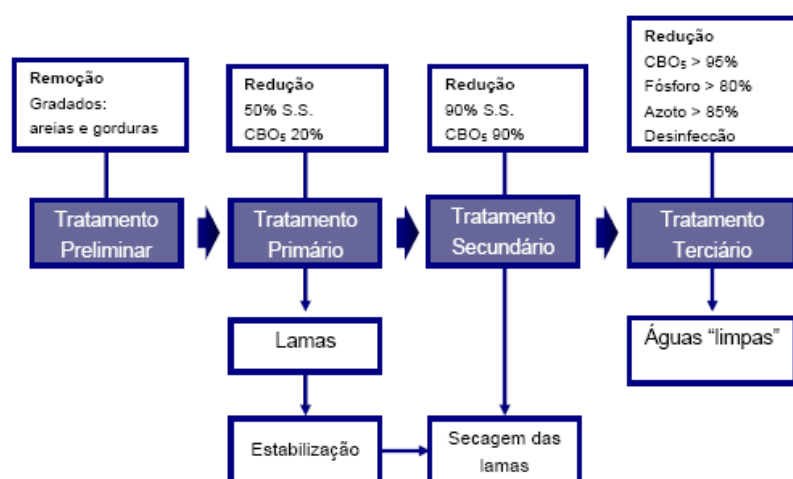 Remoção
Gradados:
areias e gorduras
Redução
50% S.S.
CBO₅ 20%
Redução
90% S.S.
CBO₅ 90%
Redução
CBO₅ > 95%
Fósforo > 80%
Azoto > 85%
Desinfeccão
Tratamento
Preliminar
Tratamento
Primário
Tratamento
Secundário
Tratamento
Terciário
Lamas
Águas “limpas”
Estabilização
Secagem das
lamas